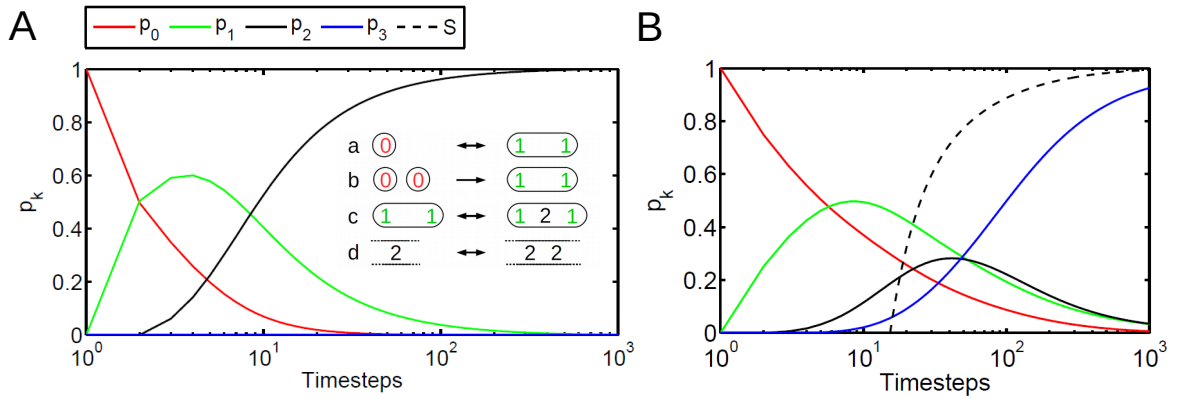 A
p0 p1 p2 p3 S
1
0.8
0.6
0.4
0.2
0
pk
10^0 10^1 10^2 10^3
Timesteps
a 0 ↔ 1 1
b 0 0 → 1 1
c 1 1 ↔ 1 2 1
d 2 ↔ 2 2
B
1
0.8
0.6
0.4
0.2
0
pk
10^0 10^1 10^2 10^3
Timesteps